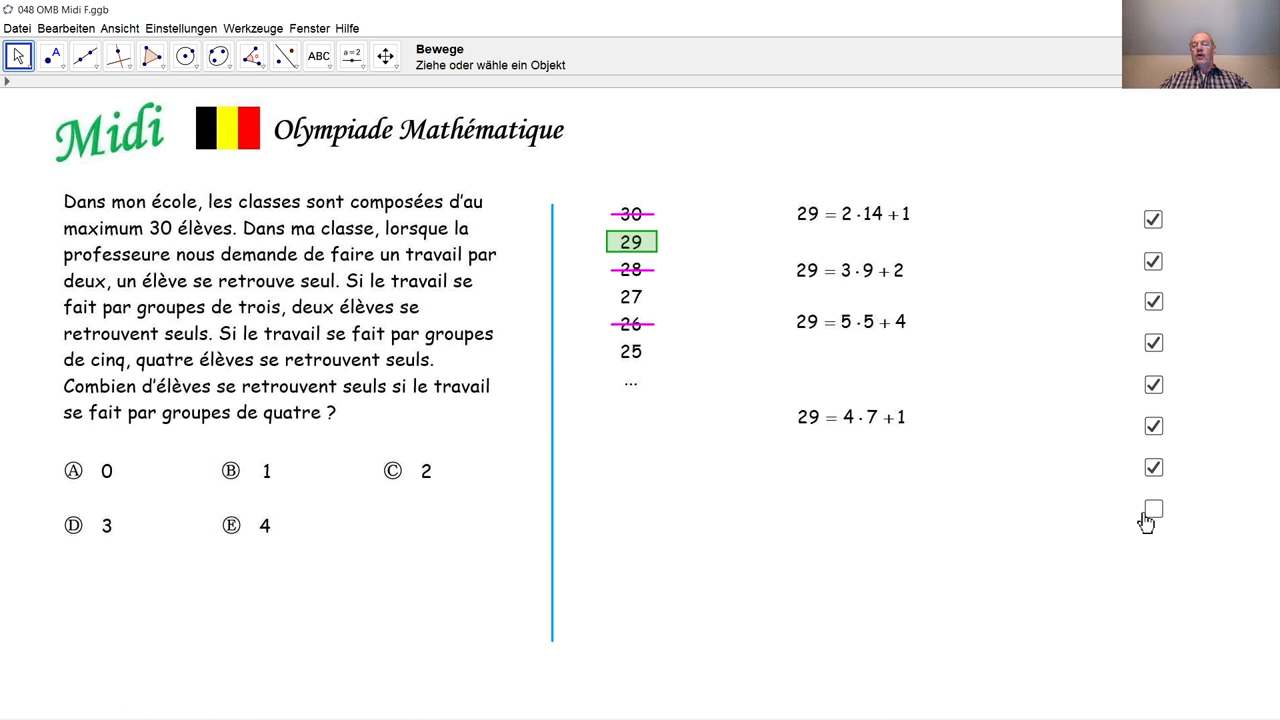 048 OMB Midi F.ggb
Datei Bearbeiten Ansicht Einstellungen Werkzeuge Fenster Hilfe
A ABC a=2 Bewege
Ziehe oder wähle ein Objekt
Midi Olympiade Mathématique
Dans mon école, les classes sont composées d’au
maximum 30 élèves. Dans ma classe, lorsque la
professeure nous demande de faire un travail par
deux, un élève se retrouve seul. Si le travail se
fait par groupes de trois, deux élèves se
retrouvent seuls. Si le travail se fait par groupes
de cinq, quatre élèves se retrouvent seuls.
Combien d’élèves se retrouvent seuls si le travail
se fait par groupes de quatre ?
Ⓐ 0 Ⓑ 1 Ⓒ 2
Ⓓ 3 Ⓔ 4
30
29
28
27
26
25
...
29 = 2 · 14 + 1
29 = 3 · 9 + 2
29 = 5 · 5 + 4
29 = 4 · 7 + 1